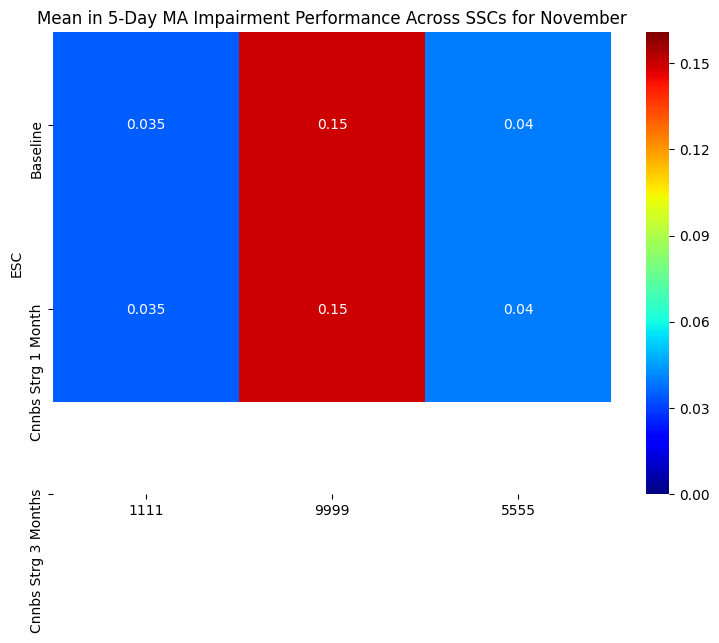 Mean in 5-Day MA Impairment Performance Across SSCs for November
ESC
Baseline
0.035 0.15 0.04
Cnnbs Strg 1 Month
0.035 0.15 0.04
Cnnbs Strg 3 Months
1111 9999 5555
0.15
0.12
0.09
0.06
0.03
0.00